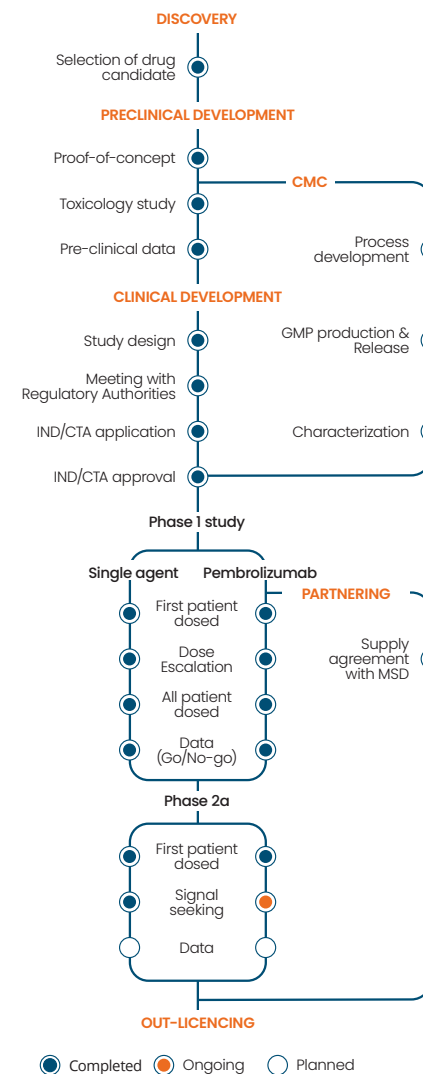 DISCOVERY
Selection of drug
candidate
PRECLINICAL DEVELOPMENT
Proof-of-concept
CMC
Toxicology study
Pre-clinical data
Process
development
CLINICAL DEVELOPMENT
Study design
GMP production &
Release
Meeting with
Regulatory Authorities
IND/CTA application
Characterization
IND/CTA approval
Phase 1 study
Single agent
Pembrolizumab
PARTNERING
First patient
dosed
Dose
Escalation
Supply
agreement
with MSD
All patient
dosed
Data
(Go/No-go)
Phase 2a
First patient
dosed
Signal
seeking
Data
OUT-LICENCING
Completed
Ongoing
Planned